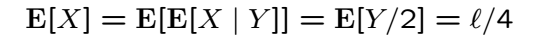 E[X] = E[E[X | Y]] = E[Y/2] = ℓ/4